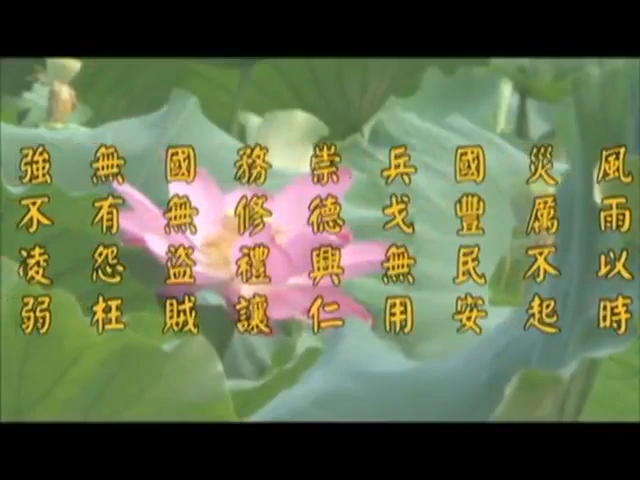 風雨以時
災厲不起
國豐民安
兵戈無用
崇德興仁
務修禮讓
國無盜賊
無有怨枉
強不凌弱